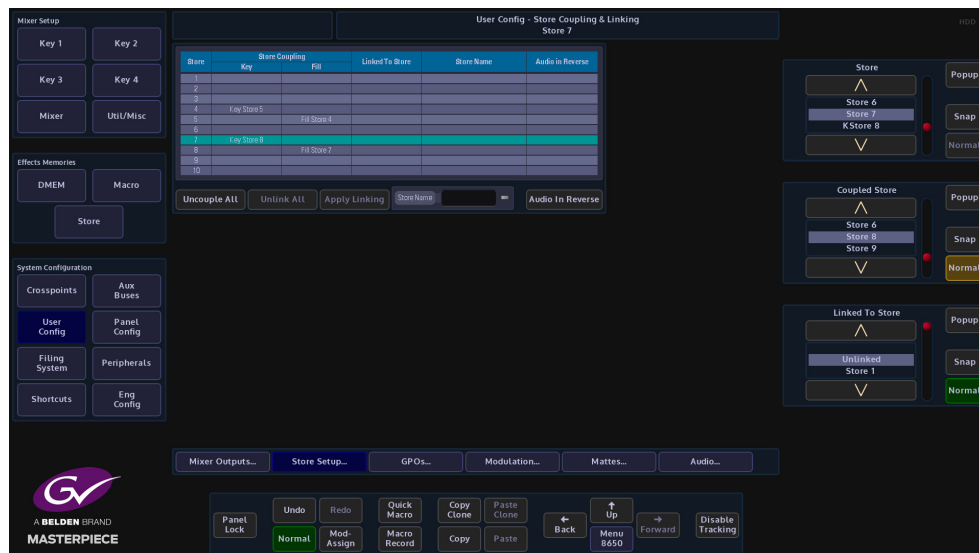 Mixer Setup
Key 1
Key 2
Key 3
Key 4
Mixer
Util/Misc
Effects Memories
DMEM
Macro
Store
System Configuration
Crosspoints
Aux
Buses
User
Config
Panel
Config
Filing
System
Peripherals
Shortcuts
Eng
Config
GV
A BELDEN BRAND
MASTERPIECE
User Config - Store Coupling & Linking
Store 7
HDD
Store
Store Coupling
Key
Fill
Linked To Store
Store Name
Audio in Reverse
1
2
3
4 Key Store 5
5 Fill Store 4
6
7 Key Store 8
8 Fill Store 7
9
10
Uncouple All
Unlink All
Apply Linking
Store Name
Audio In Reverse
Store
Store 6
Store 7
KStore 8
Popup
Snap
Normal
Coupled Store
Store 6
Store 8
Store 9
Popup
Snap
Normal
Linked To Store
Unlinked
Store 1
Popup
Snap
Normal
Mixer Outputs...
Store Setup...
GPOs...
Modulation...
Mattes...
Audio...
Panel
Lock
Undo
Redo
Normal
Mod-
Assign
Quick
Macro
Macro
Record
Copy
Clone
Paste
Clone
Copy
Paste
Back
Up
Menu
8650
Forward
Disable
Tracking